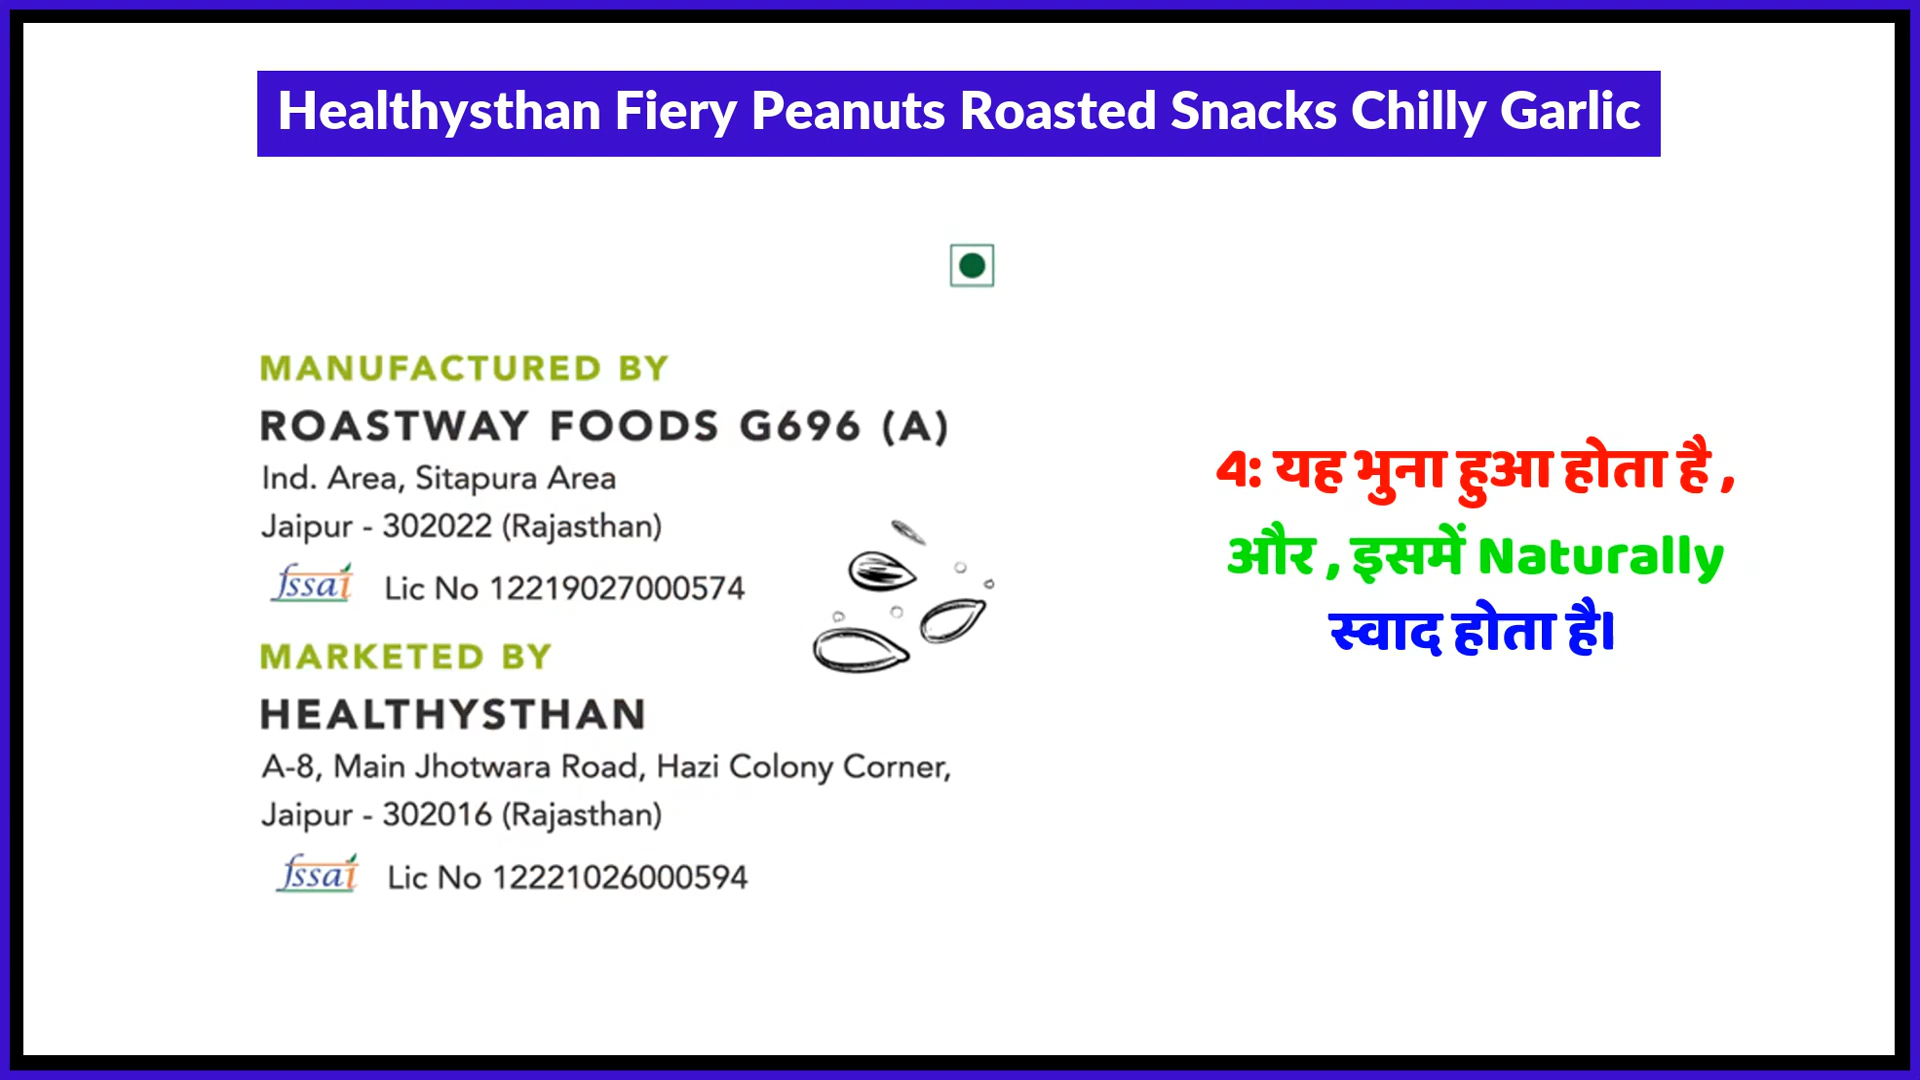 Healthysthan Fiery Peanuts Roasted Snacks Chilly Garlic
MANUFACTURED BY
ROASTWAY FOODS G696 (A)
Ind. Area, Sitapura Area
Jaipur - 302022 (Rajasthan)
fssai Lic No 12219027000574
MARKETED BY
HEALTHYSTHAN
A-8, Main Jhotwara Road, Hazi Colony Corner,
Jaipur - 302016 (Rajasthan)
fssai Lic No 12221026000594
4: यह भुना हुआ होता है ,
और , इसमें Naturally
स्वाद होता है।